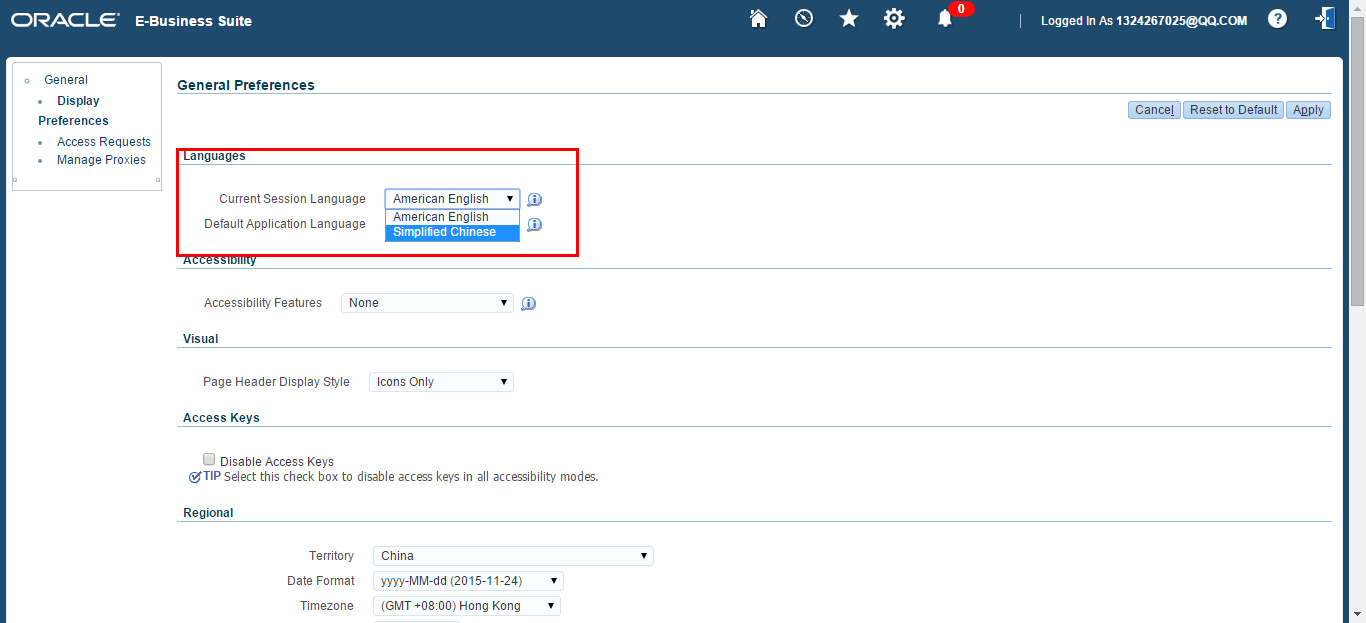 ORACLE E-Business Suite
0
Logged In As 1324267025@QQ.COM
?
General
Display
Preferences
Access Requests
Manage Proxies
General Preferences
Cancel Reset to Default Apply
Languages
Current Session Language American English
American English
Default Application Language Simplified Chinese
Accessibility
Accessibility Features None
Visual
Page Header Display Style Icons Only
Access Keys
Disable Access Keys
TIP Select this check box to disable access keys in all accessibility modes.
Regional
Territory China
Date Format yyyy-MM-dd (2015-11-24)
Timezone (GMT +08:00) Hong Kong